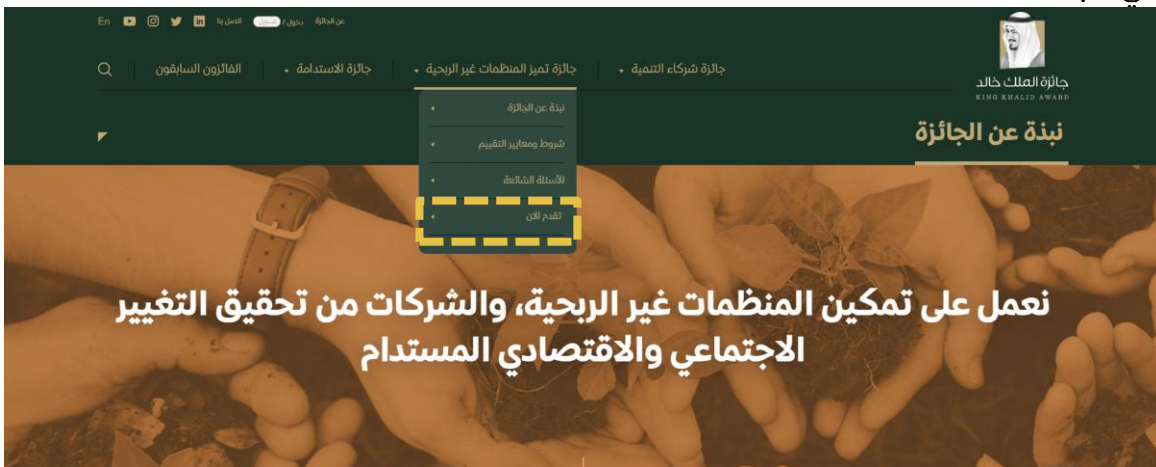 عن الجائزة
دخول / تسجيل
اتصل بنا
En
جائزة الملك خالد
KING KHALID AWARD
جائزة شركاء التنمية
جائزة تميز المنظمات غير الربحية
جائزة الاستدامة
الفائزون السابقون
نبذة عن الجائزة
نبذة عن الجائزة
شروط ومعايير التقييم
الأسئلة الشائعة
تقدم الآن
نعمل على تمكين المنظمات غير الربحية، والشركات من تحقيق التغيير
الاجتماعي والاقتصادي المستدام